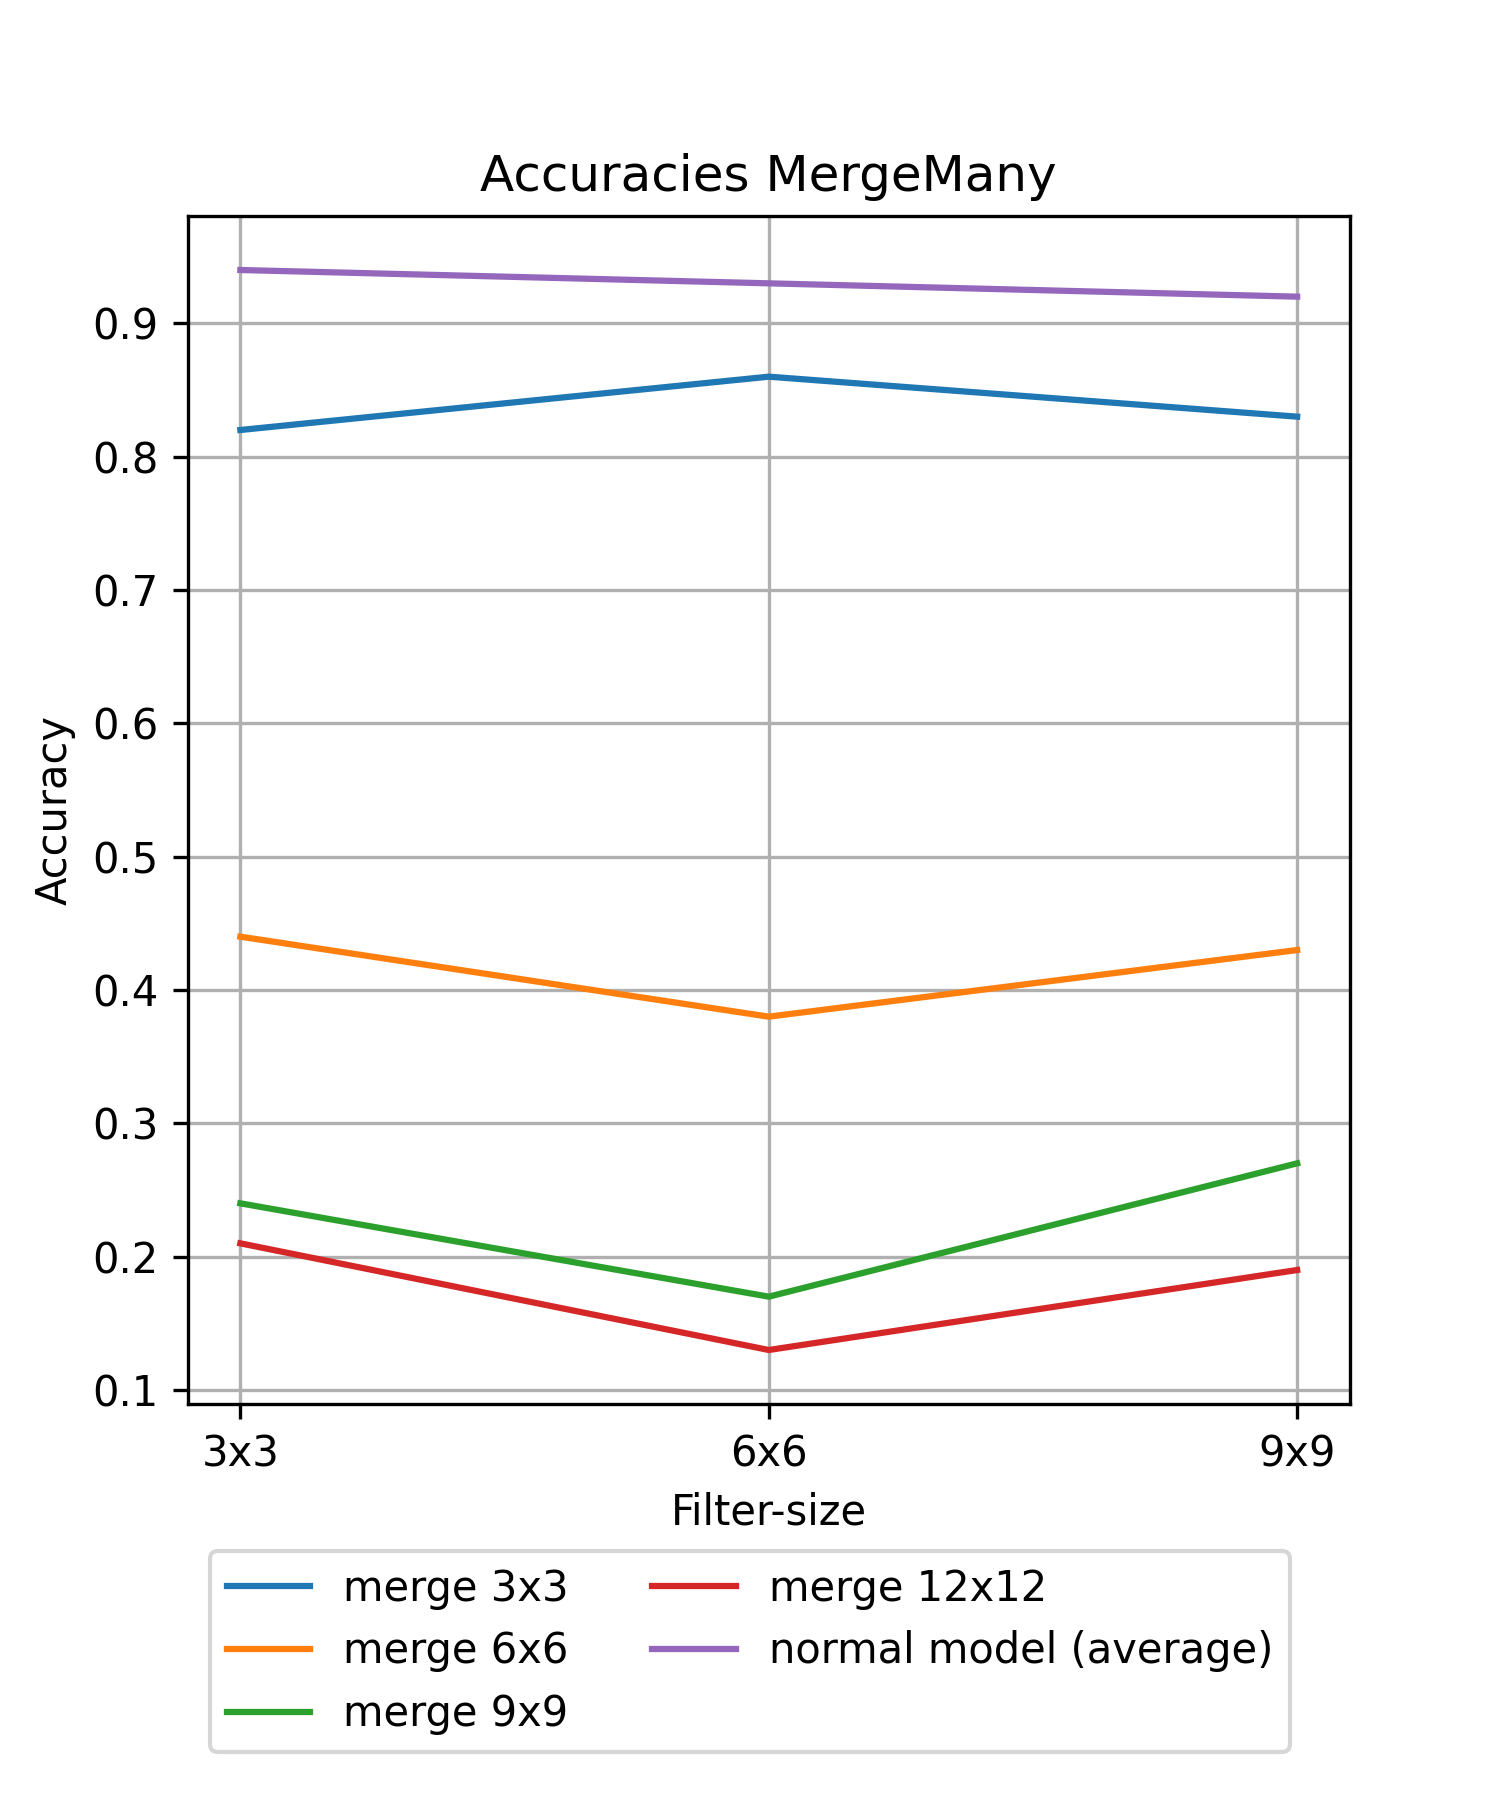 Accuracies MergeMany
0.9
0.8
0.7
0.6
0.5
0.4
0.3
0.2
0.1
Accuracy
3x3 6x6 9x9
Filter-size
merge 3x3
merge 6x6
merge 9x9
merge 12x12
normal model (average)